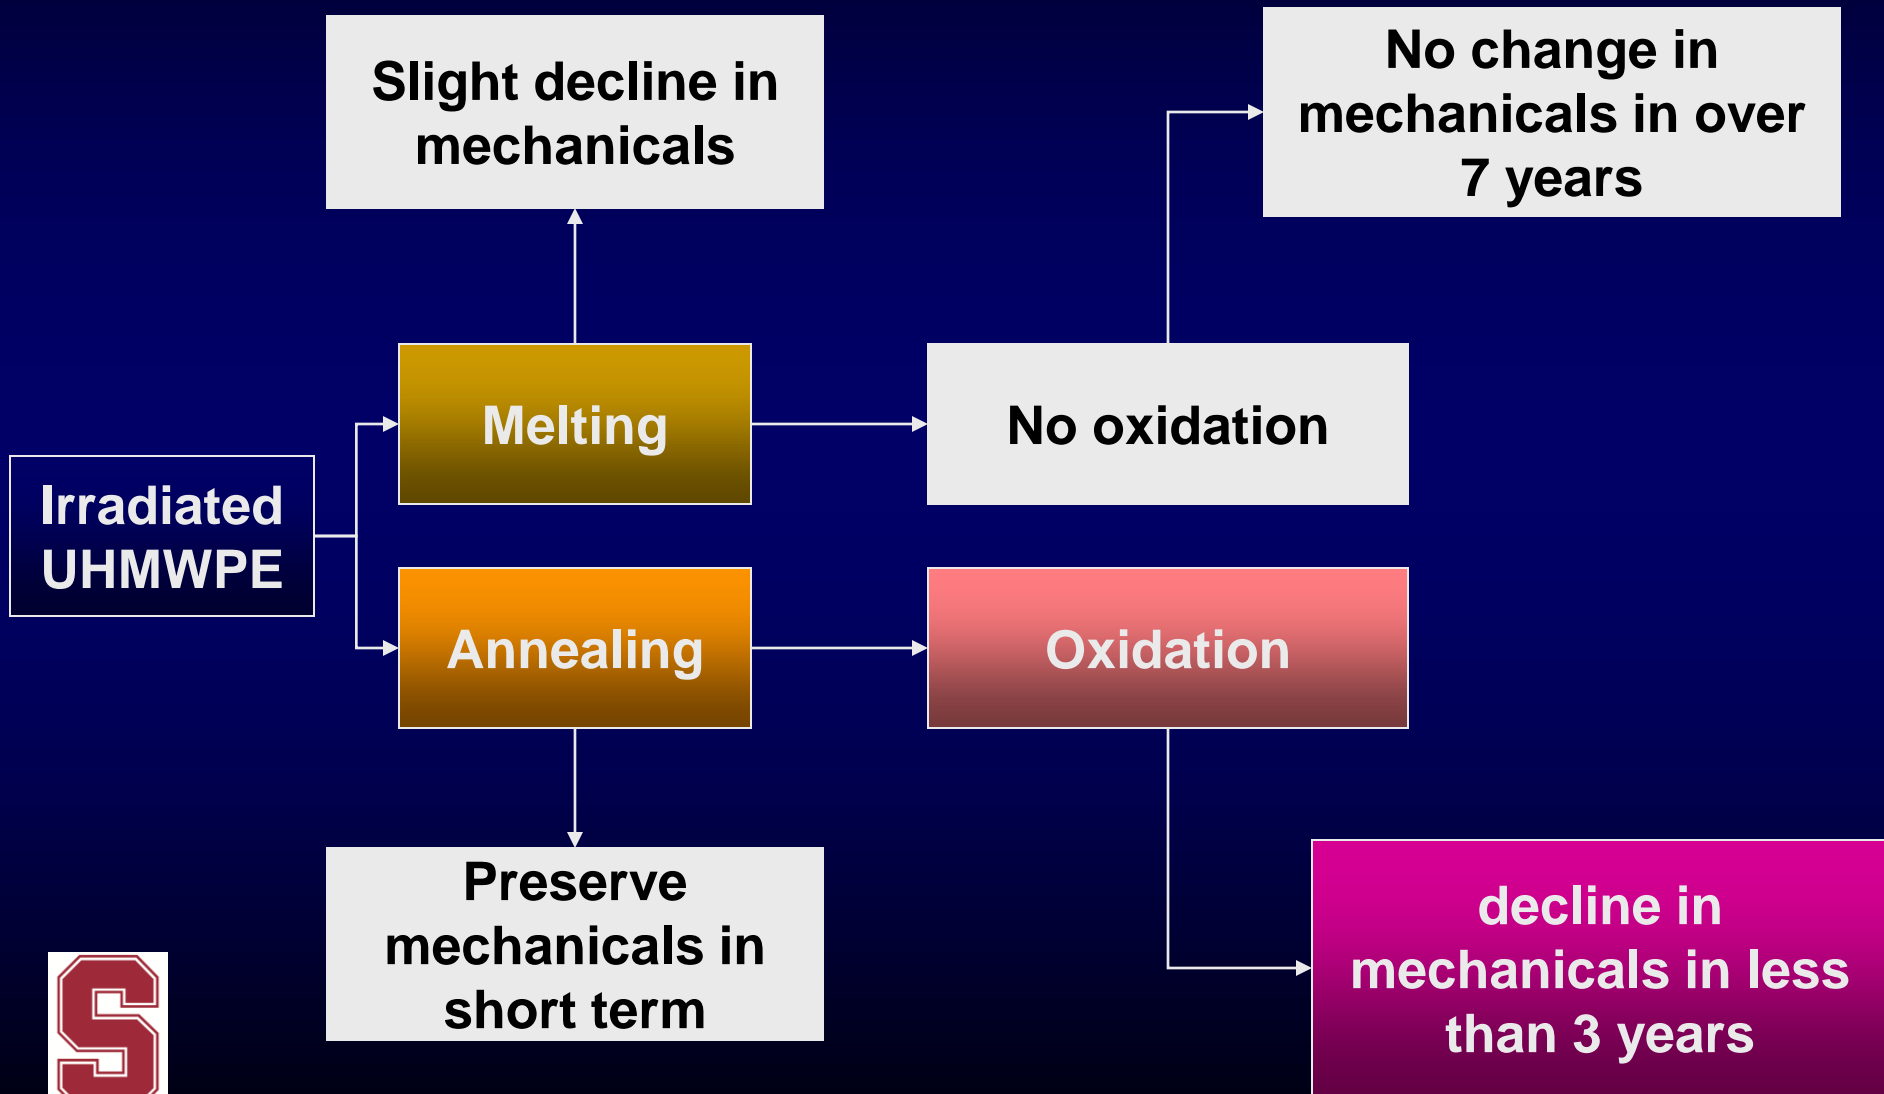 Slight decline in
mechanicals
No change in
mechanicals in over
7 years
Melting
No oxidation
Irradiated
UHMWPE
Annealing
Oxidation
Preserve
mechanicals in
short term
decline in
mechanicals in less
than 3 years
S